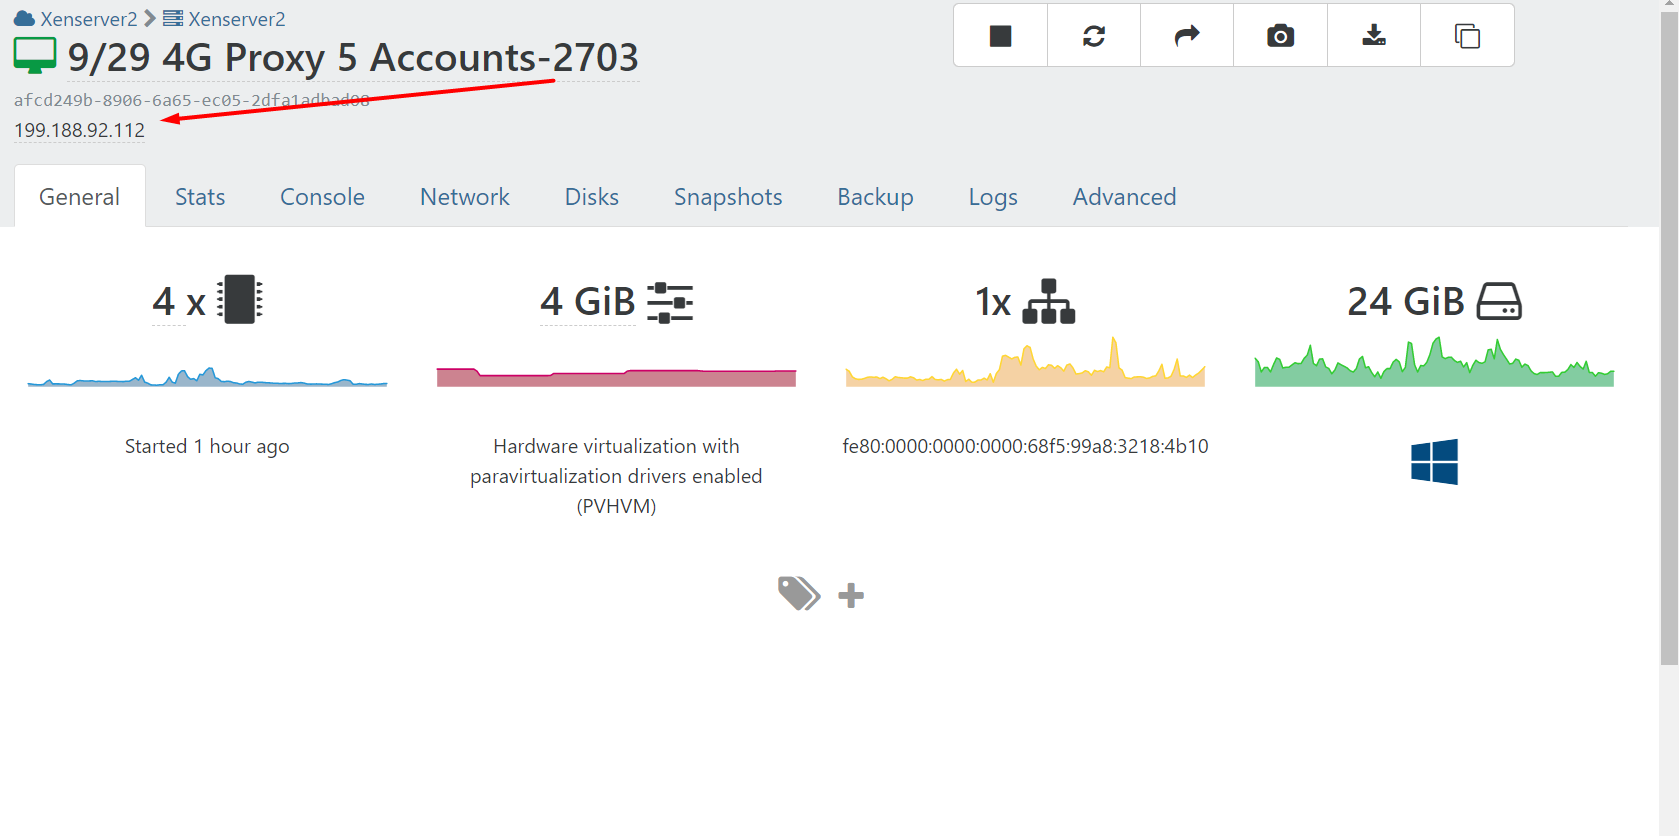 Xenserver2 Xenserver2
9/29 4G Proxy 5 Accounts-2703
afcd249b-8906-6a65-ec05-2dfa1adbad08
199.188.92.112
General Stats Console Network Disks Snapshots Backup Logs Advanced
4 x 4 GiB 1x 24 GiB
Started 1 hour ago
Hardware virtualization with
paravirtualization drivers enabled
(PVHVM)
fe80:0000:0000:0000:68f5:99a8:3218:4b10